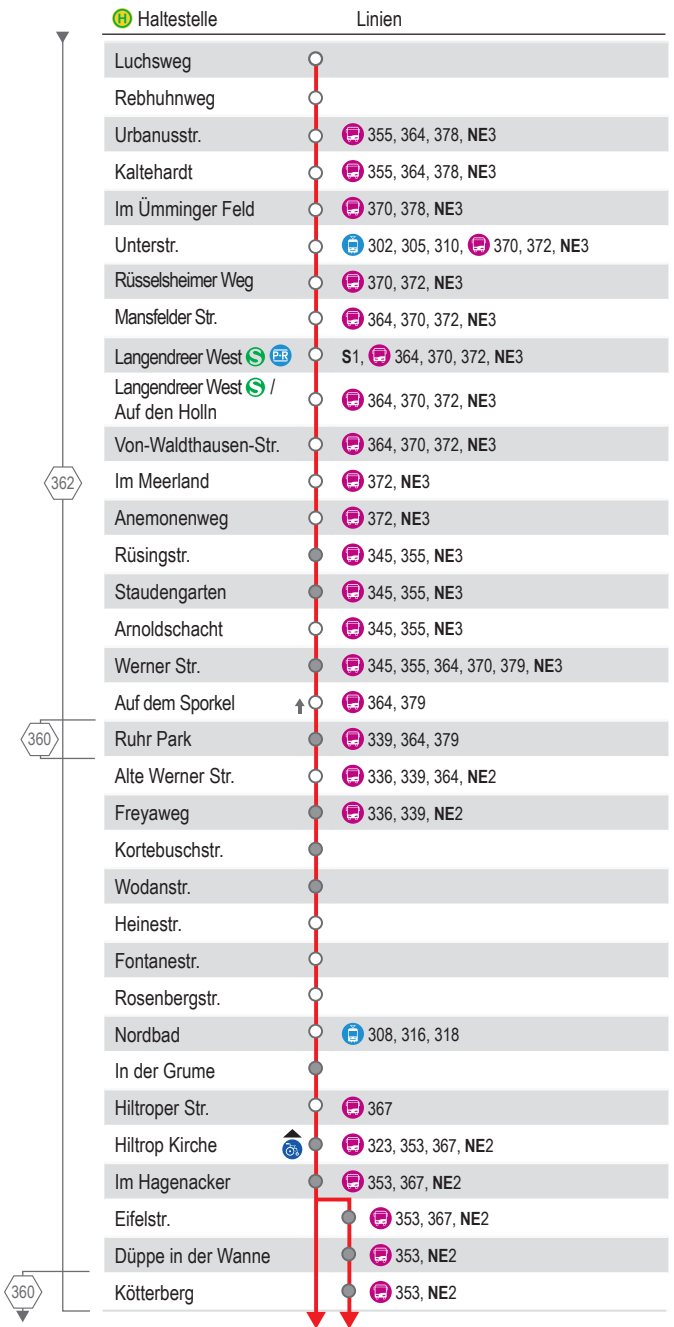 H Haltestelle Linien
Luchsweg
Rebhuhnweg
Urbanusstr. 355, 364, 378, NE3
Kaltehardt 355, 364, 378, NE3
Im Ümminger Feld 370, 378, NE3
Unterstr. 302, 305, 310, 370, 372, NE3
Rüsselsheimer Weg 370, 372, NE3
Mansfelder Str. 364, 370, 372, NE3
Langendreer West S P+R S1, 364, 370, 372, NE3
Langendreer West S /
Auf den Holln 364, 370, 372, NE3
Von-Waldthausen-Str. 364, 370, 372, NE3
362 Im Meerland 372, NE3
Anemonenweg 372, NE3
Rüsingstr. 345, 355, NE3
Staudengarten 345, 355, NE3
Arnoldschacht 345, 355, NE3
Werner Str. 345, 355, 364, 370, 379, NE3
Auf dem Sporkel 364, 379
360 Ruhr Park 339, 364, 379
Alte Werner Str. 336, 339, 364, NE2
Freyaweg 336, 339, NE2
Kortebuschstr.
Wodanstr.
Heinestr.
Fontanestr.
Rosenbergstr.
Nordbad 308, 316, 318
In der Grume
Hiltroper Str. 367
Hiltrop Kirche 323, 353, 367, NE2
Im Hagenacker 353, 367, NE2
Eifelstr. 353, 367, NE2
Düppe in der Wanne 353, NE2
360 Kötterberg 353, NE2